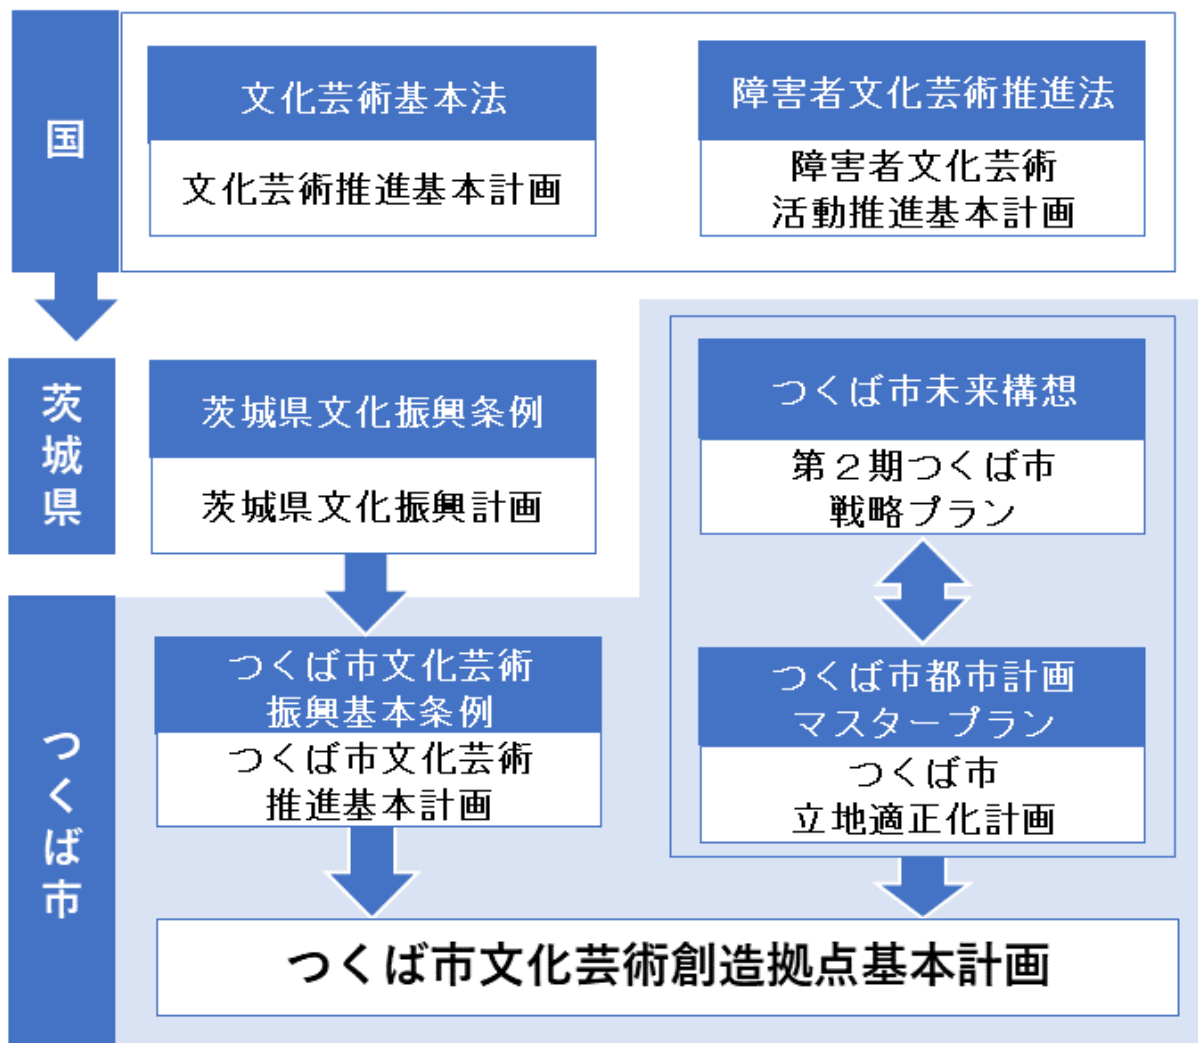 国
文化芸術基本法
文化芸術推進基本計画
障害者文化芸術推進法
障害者文化芸術
活動推進基本計画
茨城県
茨城県文化振興条例
茨城県文化振興計画
つくば市未来構想
第２期つくば市
戦略プラン
つくば市
つくば市文化芸術
振興基本条例
つくば市文化芸術
推進基本計画
つくば市都市計画
マスタープラン
つくば市
立地適正化計画
つくば市文化芸術創造拠点基本計画